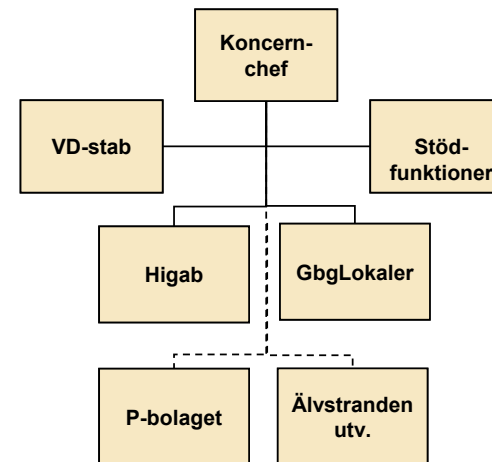 Koncern-
chef
VD-stab
Stöd-
funktioner
Higab
GbgLokaler
P-bolaget
Älvstranden
utv.